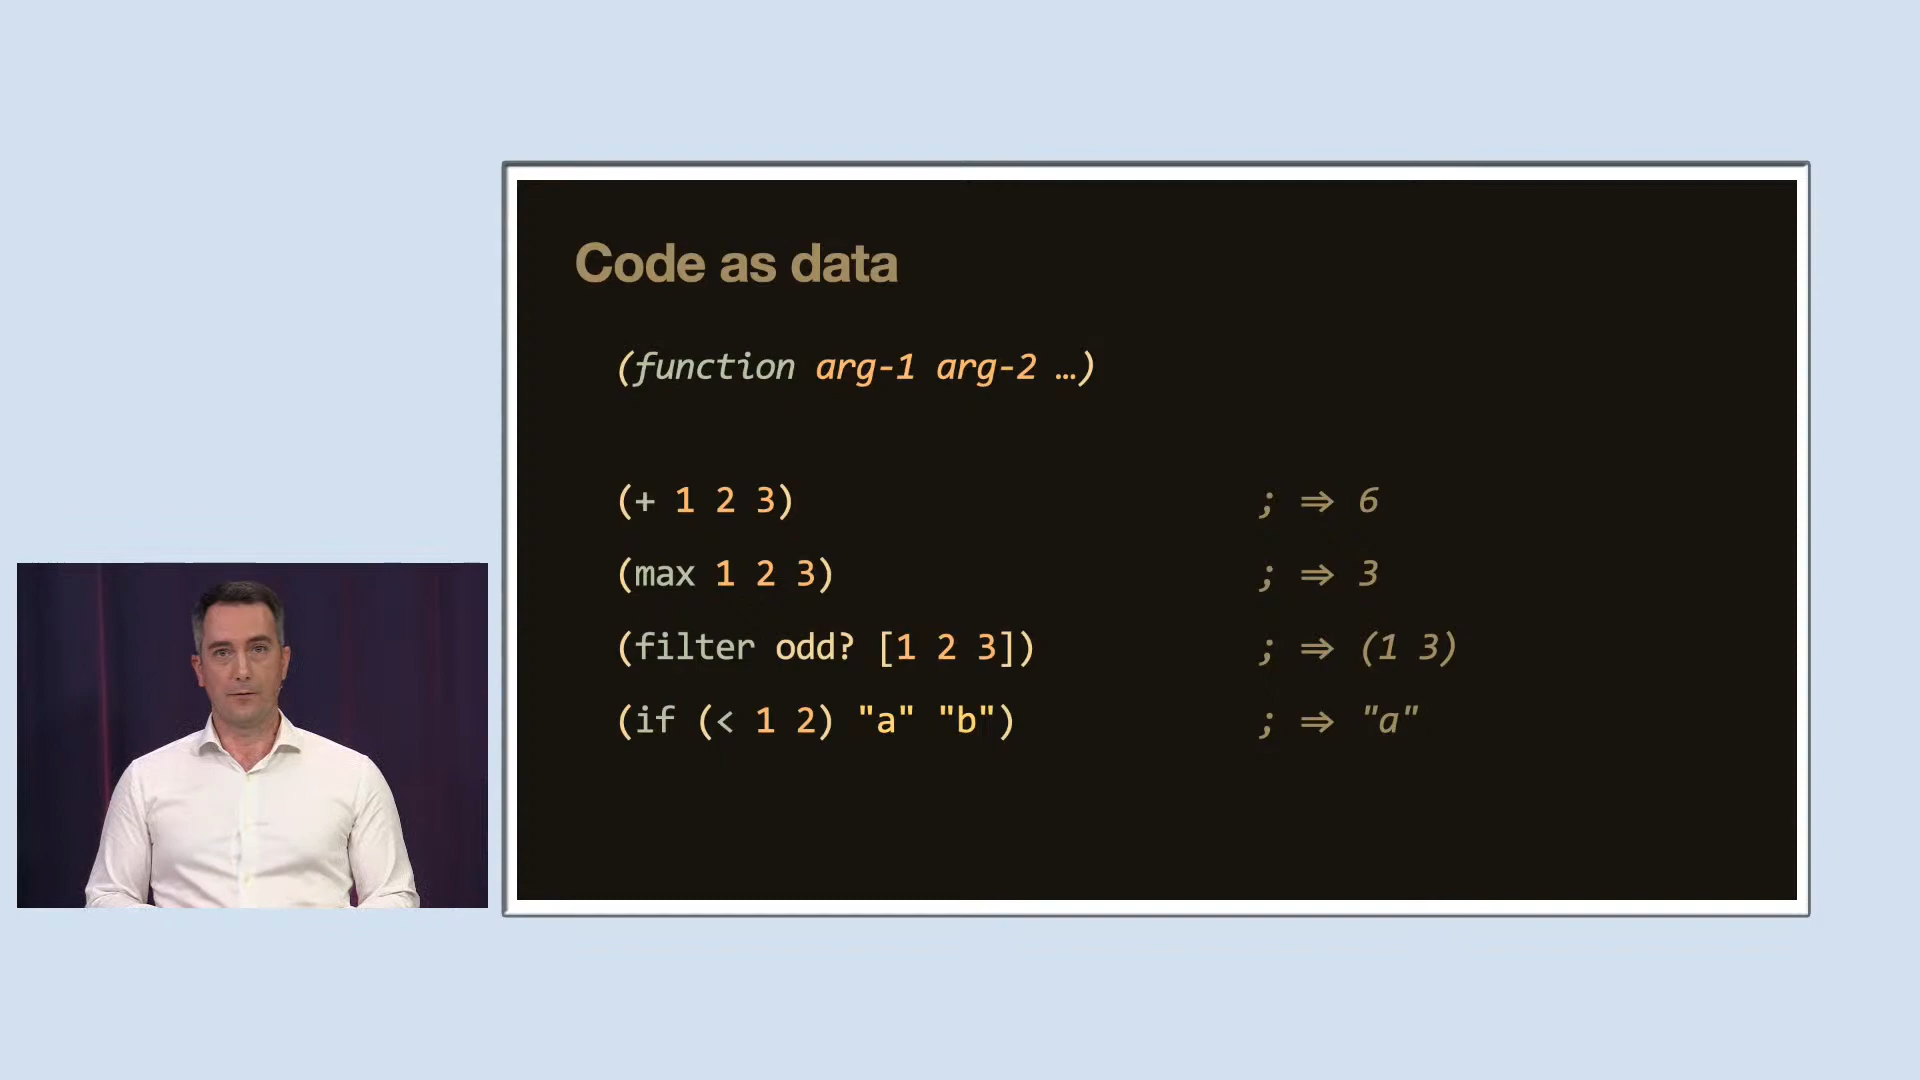 Code as data
(function arg-1 arg-2 …)
(+ 1 2 3) ; ⇒ 6
(max 1 2 3) ; ⇒ 3
(filter odd? [1 2 3]) ; ⇒ (1 3)
(if (< 1 2) "a" "b") ; ⇒ "a"